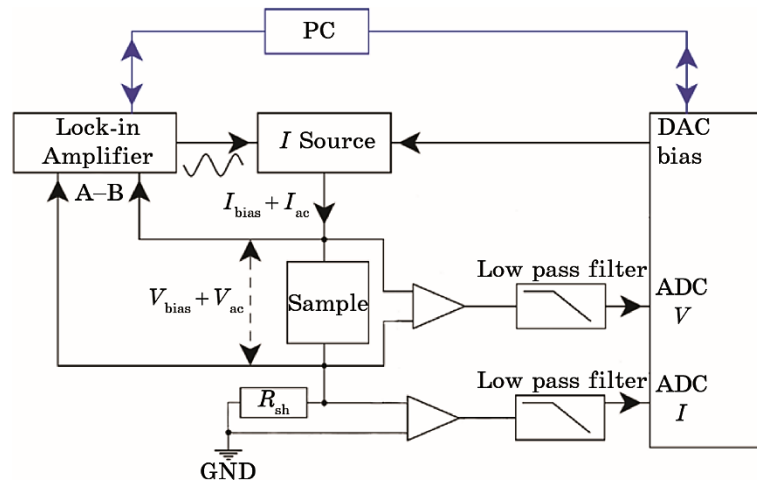 PC
Lock-in
Amplifier
I Source
DAC
bias
A–B
I_bias + I_ac
V_bias + V_ac
Sample
Low pass filter
ADC
V
Low pass filter
ADC
I
R_sh
GND